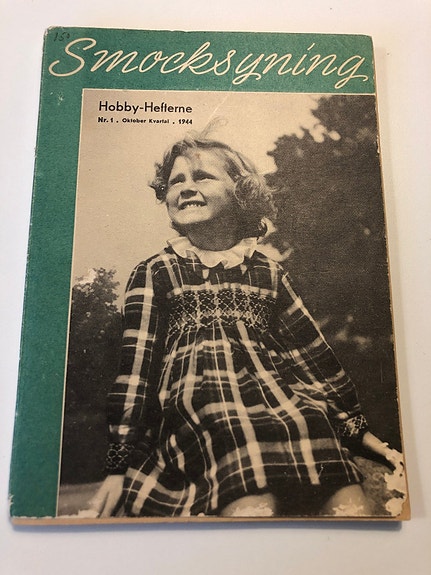 Smocksyning
Hobby-Hefterne
Nr. 1 . Oktober Kvartal . 1944